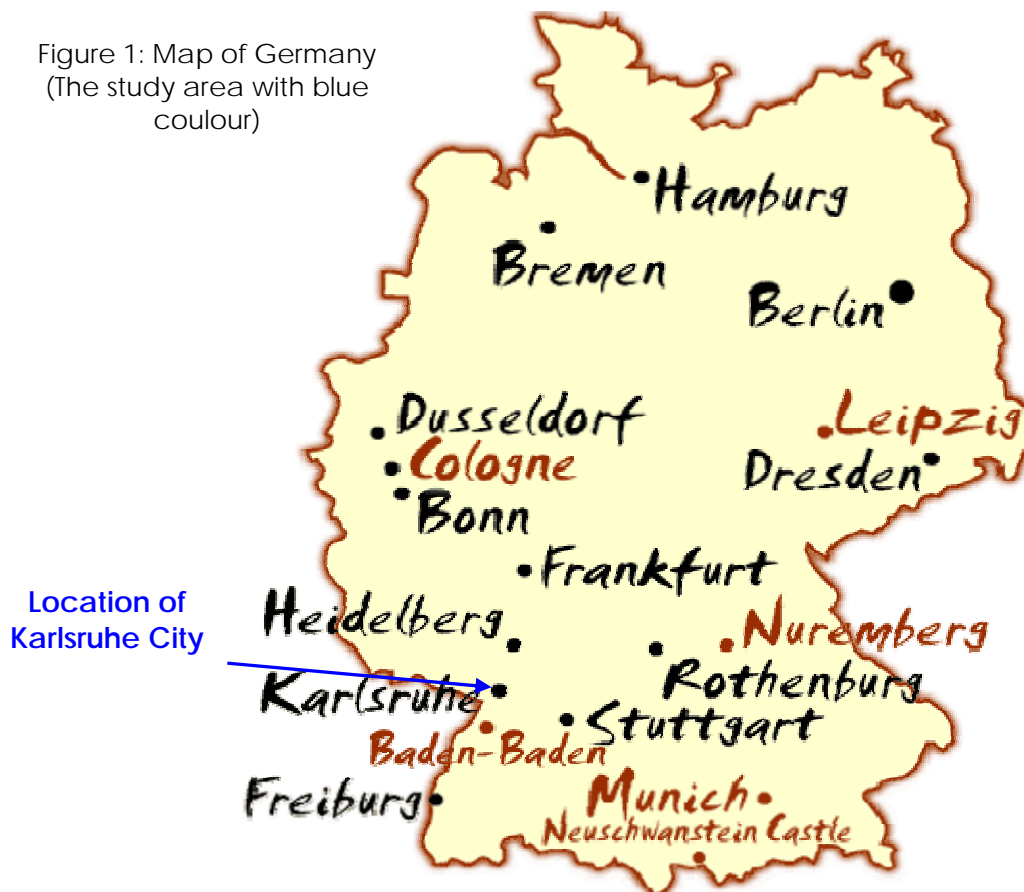 Figure 1: Map of Germany
(The study area with blue
coulour)
Hamburg
Bremen
Berlin
Dusseldorf
Leipzig
Cologne
Dresden
Bonn
Frankfurt
Location of
Karlsruhe City
Heidelberg
Nuremberg
Rothenburg
Karlsruhe
Stuttgart
Baden-Baden
Freiburg
Munich
Neuschwanstein Castle